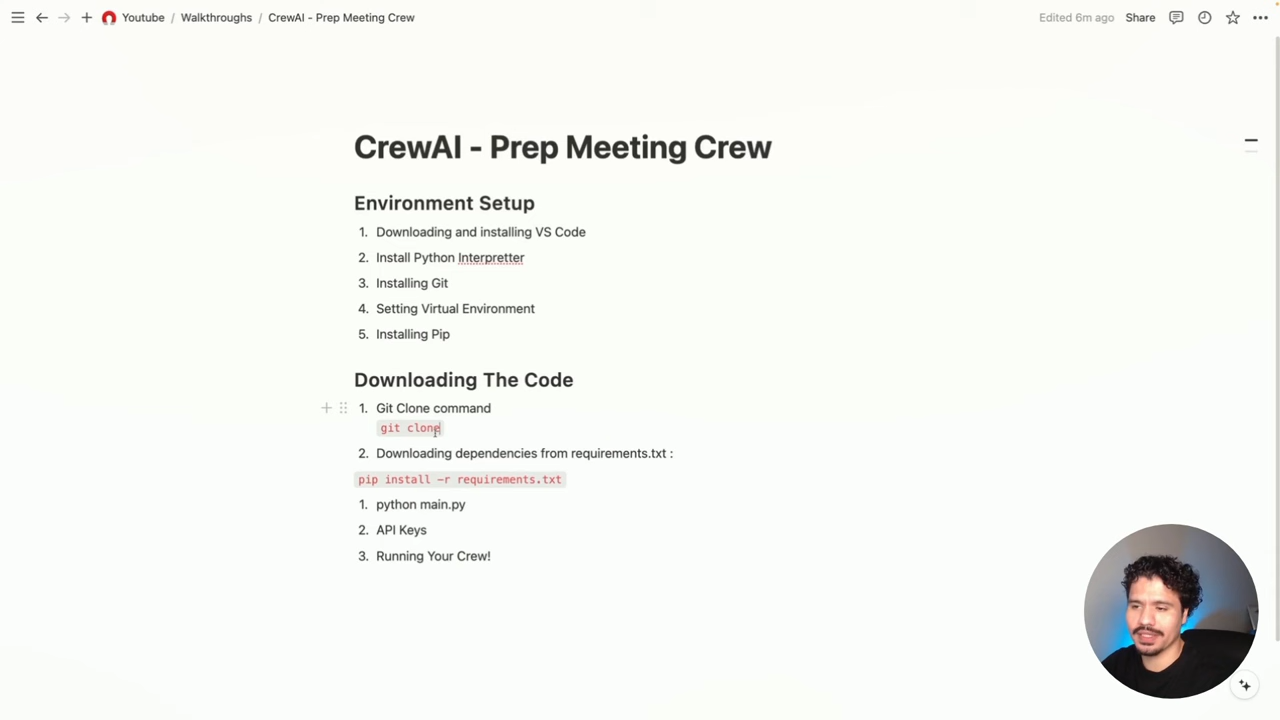 Youtube / Walkthroughs / CrewAI - Prep Meeting Crew
Edited 6m ago Share
CrewAI - Prep Meeting Crew
Environment Setup
1. Downloading and installing VS Code
2. Install Python Interpretter
3. Installing Git
4. Setting Virtual Environment
5. Installing Pip
Downloading The Code
1. Git Clone command
git clone
2. Downloading dependencies from requirements.txt :
pip install -r requirements.txt
1. python main.py
2. API Keys
3. Running Your Crew!